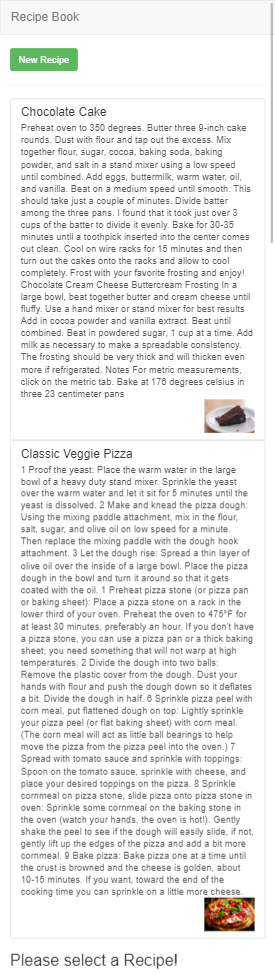 Recipe Book
New Recipe
Chocolate Cake
Preheat oven to 350 degrees. Butter three 9-inch cake
rounds. Dust with flour and tap out the excess. Mix
together flour, sugar, cocoa, baking soda, baking
powder, and salt in a stand mixer using a low speed
until combined. Add eggs, buttermilk, warm water, oil,
and vanilla. Beat on a medium speed until smooth. This
should take just a couple of minutes. Divide batter
among the three pans. I found that it took just over 3
cups of the batter to divide it evenly. Bake for 30-35
minutes until a toothpick inserted into the center comes
out clean. Cool on wire racks for 15 minutes and then
turn out the cakes onto the racks and allow to cool
completely. Frost with your favorite frosting and enjoy!
Chocolate Cream Cheese Buttercream Frosting In a
large bowl, beat together butter and cream cheese until
fluffy. Use a hand mixer or stand mixer for best results
Add in cocoa powder and vanilla extract. Beat until
combined. Beat in powdered sugar, 1 cup at a time. Add
milk as necessary to make a spreadable consistency.
The frosting should be very thick and will thicken even
more if refrigerated. Notes For metric measurements,
click on the metric tab. Bake at 176 degrees celsius in
three 23 centimeter pans
Classic Veggie Pizza
1 Proof the yeast: Place the warm water in the large
bowl of a heavy duty stand mixer. Sprinkle the yeast
over the warm water and let it sit for 5 minutes until the
yeast is dissolved. 2 Make and knead the pizza dough:
Using the mixing paddle attachment, mix in the flour,
salt, sugar, and olive oil on low speed for a minute.
Then replace the mixing paddle with the dough hook
attachment. 3 Let the dough rise: Spread a thin layer of
olive oil over the inside of a large bowl. Place the pizza
dough in the bowl and turn it around so that it gets
coated with the oil. 1 Preheat pizza stone (or pizza pan
or baking sheet): Place a pizza stone on a rack in the
lower third of your oven. Preheat the oven to 475°F for
at least 30 minutes, preferably an hour. If you don't have
a pizza stone, you can use a pizza pan or a thick baking
sheet; you need something that will not warp at high
temperatures. 2 Divide the dough into two balls:
Remove the plastic cover from the dough. Dust your
hands with flour and push the dough down so it deflates
a bit. Divide the dough in half. 6 Sprinkle pizza peel with
corn meal, put flattened dough on top: Lightly sprinkle
your pizza peel (or flat baking sheet) with corn meal.
(The corn meal will act as little ball bearings to help
move the pizza from the pizza peel into the oven.) 7
Spread with tomato sauce and sprinkle with toppings:
Spoon on the tomato sauce, sprinkle with cheese, and
place your desired toppings on the pizza. 8 Sprinkle
cornmeal on pizza stone, slide pizza onto pizza stone in
oven: Sprinkle some cornmeal on the baking stone in
the oven (watch your hands, the oven is hot!). Gently
shake the peel to see if the dough will easily slide, if not,
gently lift up the edges of the pizza and add a bit more
cornmeal. 9 Bake pizza: Bake pizza one at a time until
the crust is browned and the cheese is golden, about
10-15 minutes. If you want, toward the end of the
cooking time you can sprinkle on a little more cheese.
Please select a Recipe!